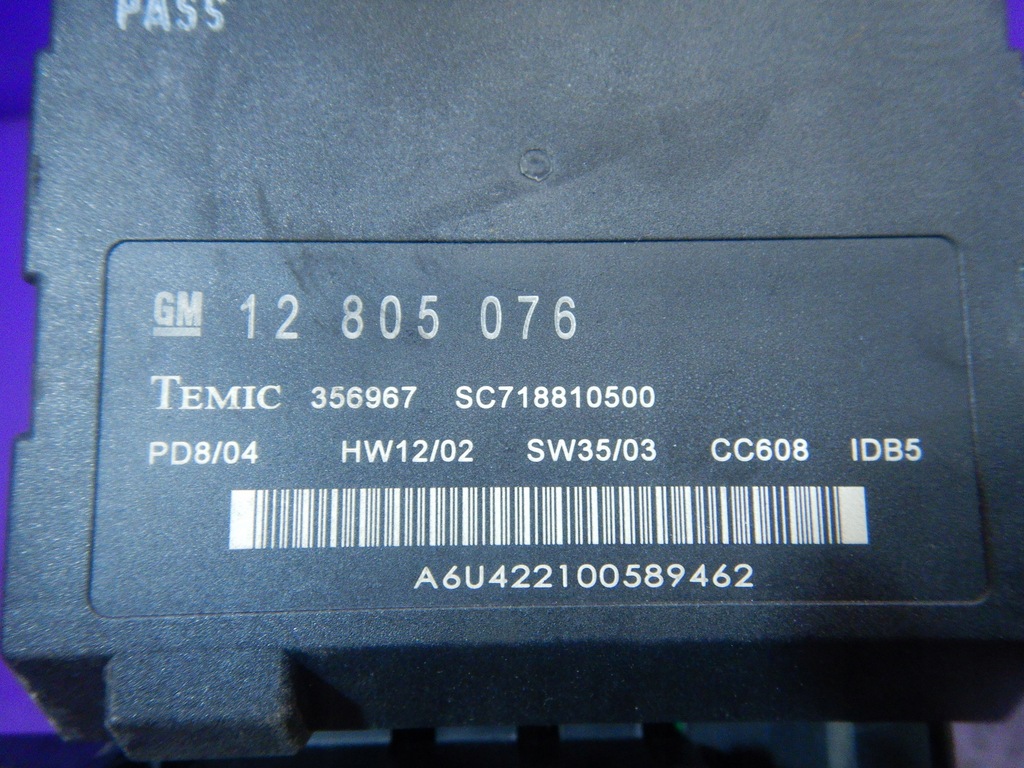 PASS
GM 12 805 076
TEMIC 356967 SC718810500
PD8/04 HW12/02 SW35/03 CC608 IDB5
A6U422100589462